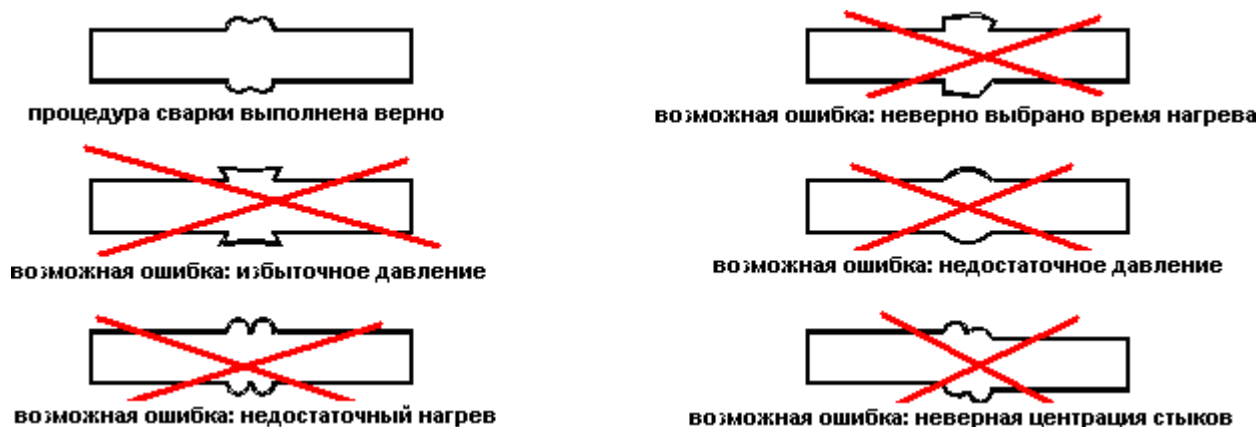 процедура сварки выполнена верно
возможная ошибка: неверно выбрано время нагрева
возможная ошибка: избыточное давление
возможная ошибка: недостаточное давление
возможная ошибка: недостаточный нагрев
возможная ошибка: неверная центрация стыков